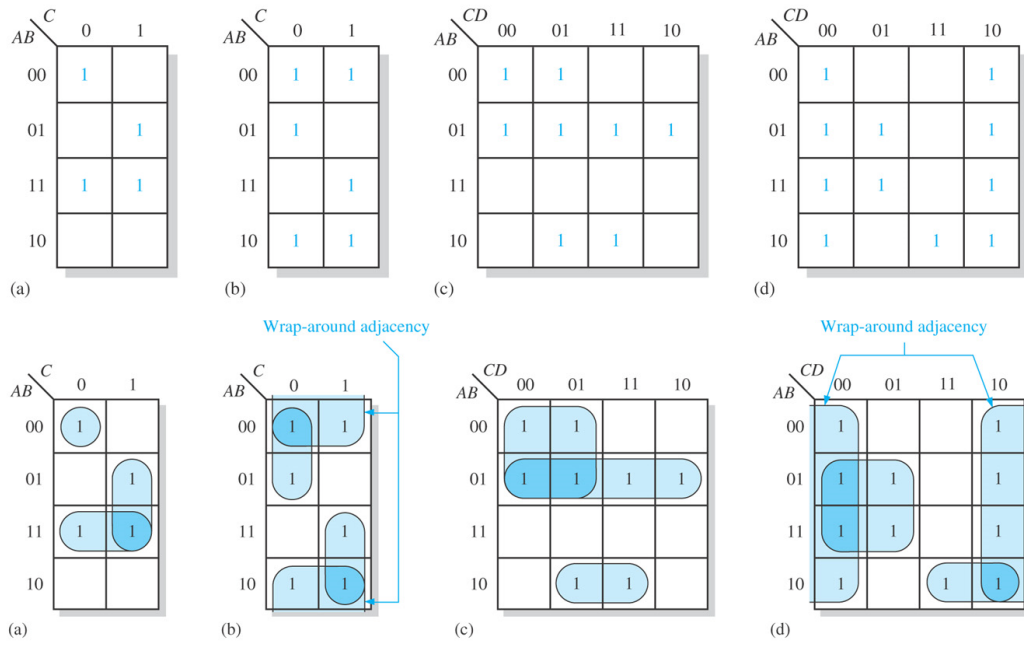 C
AB 0 1
00 1
01 1
11 1 1
10
(a)
C
AB 0 1
00 1 1
01 1
11 1
10 1 1
(b)
CD
AB 00 01 11 10
00 1 1
01 1 1 1 1
11
10 1 1
(c)
CD
AB 00 01 11 10
00 1 1
01 1 1 1
11 1 1 1
10 1 1 1
(d)
C
AB 0 1
00 1
01 1
11 1 1
10
(a)
Wrap-around adjacency
C
AB 0 1
00 1 1
01 1
11 1
10 1 1
(b)
CD
AB 00 01 11 10
00 1 1
01 1 1 1 1
11
10 1 1
(c)
Wrap-around adjacency
CD
AB 00 01 11 10
00 1 1
01 1 1 1
11 1 1 1
10 1 1 1
(d)